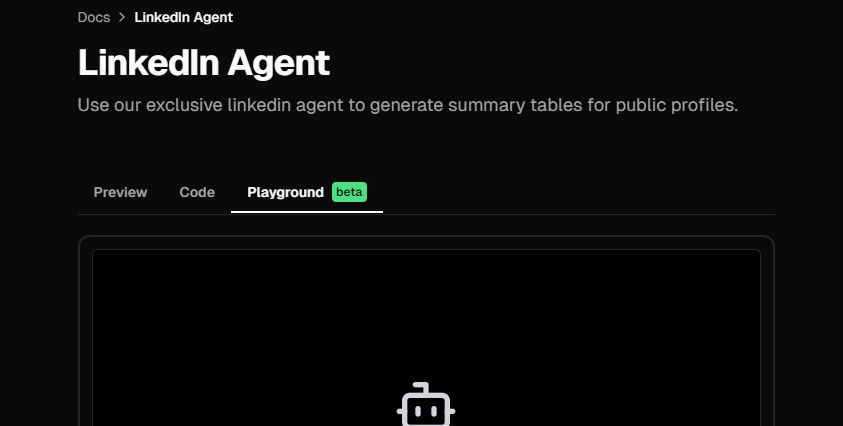 Docs > LinkedIn Agent
LinkedIn Agent
Use our exclusive linkedin agent to generate summary tables for public profiles.
Preview Code Playground beta